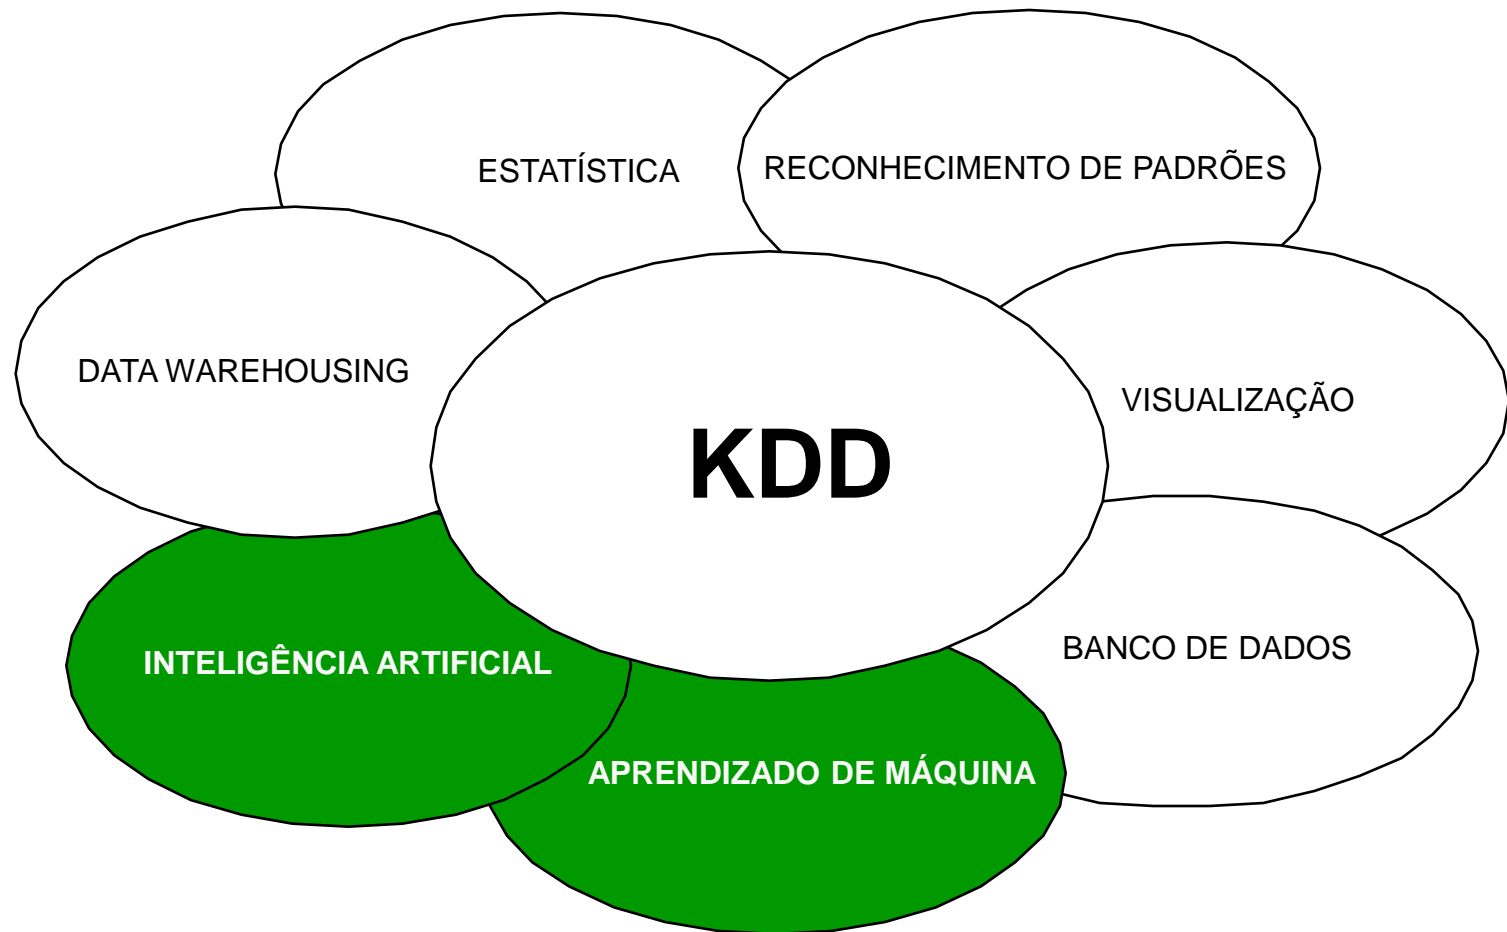 ESTATÍSTICA
RECONHECIMENTO DE PADRÕES
DATA WAREHOUSING
VISUALIZAÇÃO
KDD
INTELIGÊNCIA ARTIFICIAL
BANCO DE DADOS
APRENDIZADO DE MÁQUINA